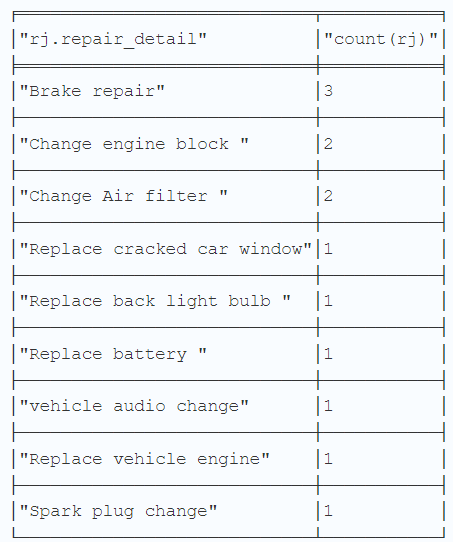 "rj.repair_detail" "count(rj)"
"Brake repair" 3
"Change engine block " 2
"Change Air filter " 2
"Replace cracked car window" 1
"Replace back light bulb " 1
"Replace battery " 1
"vehicle audio change" 1
"Replace vehicle engine" 1
"Spark plug change" 1